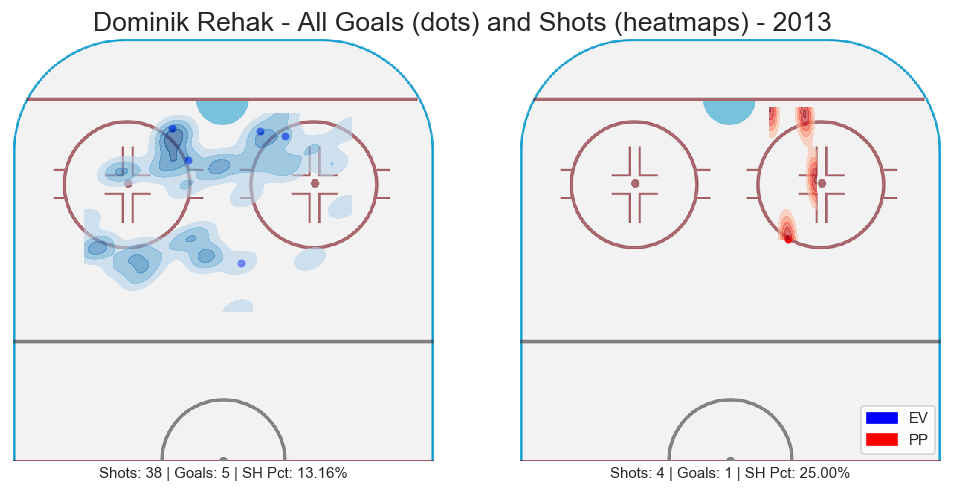 Dominik Rehak - All Goals (dots) and Shots (heatmaps) - 2013
EV
PP
Shots: 38 | Goals: 5 | SH Pct: 13.16%
Shots: 4 | Goals: 1 | SH Pct: 25.00%